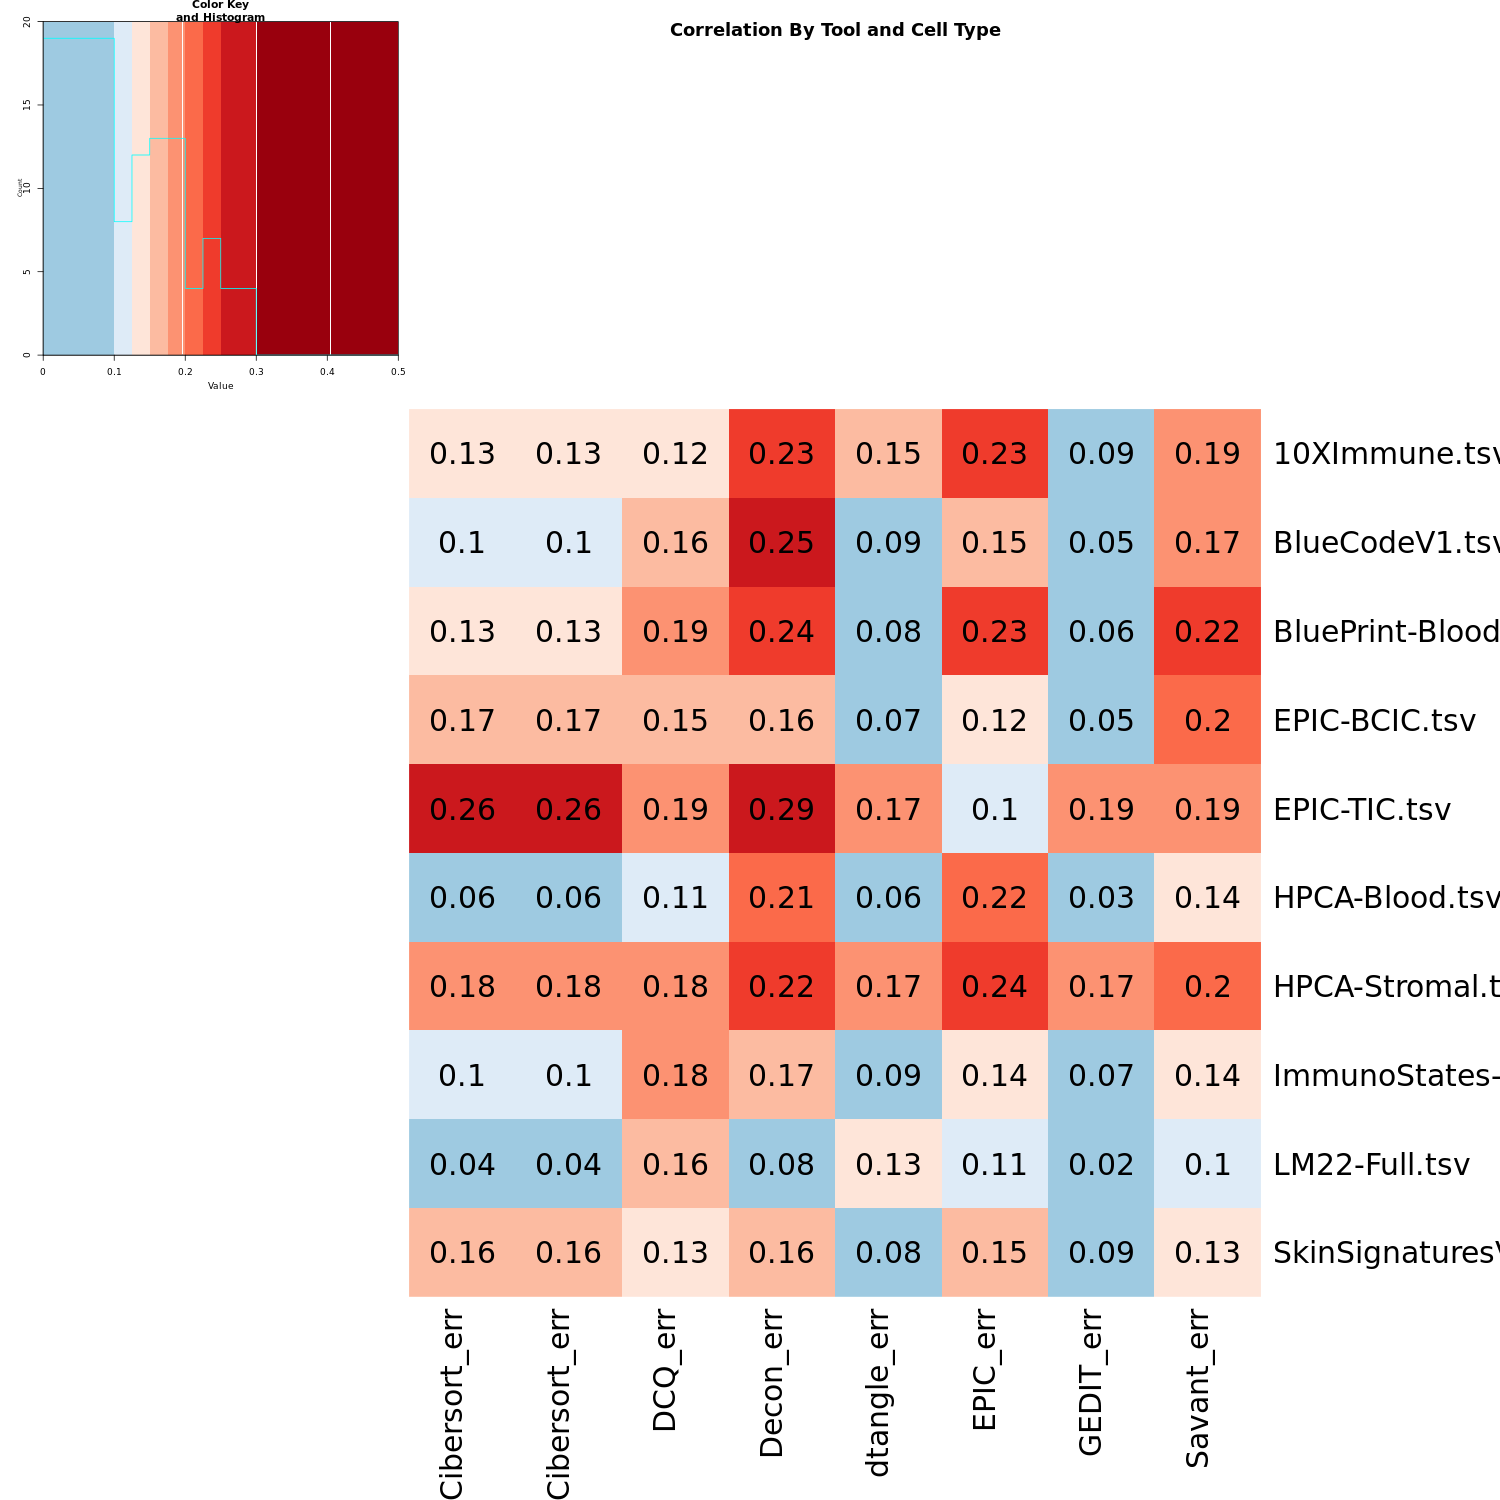 Color Key
and Histogram
Correlation By Tool and Cell Type
20
15
10
5
0
Count
0 0.1 0.2 0.3 0.4 0.5
Value
0.13 0.13 0.12 0.23 0.15 0.23 0.09 0.19 10XImmune.tsv
0.1 0.1 0.16 0.25 0.09 0.15 0.05 0.17 BlueCodeV1.tsv
0.13 0.13 0.19 0.24 0.08 0.23 0.06 0.22 BluePrint-Blood
0.17 0.17 0.15 0.16 0.07 0.12 0.05 0.2 EPIC-BCIC.tsv
0.26 0.26 0.19 0.29 0.17 0.1 0.19 0.19 EPIC-TIC.tsv
0.06 0.06 0.11 0.21 0.06 0.22 0.03 0.14 HPCA-Blood.tsv
0.18 0.18 0.18 0.22 0.17 0.24 0.17 0.2 HPCA-Stromal.t
0.1 0.1 0.18 0.17 0.09 0.14 0.07 0.14 ImmunoStates-
0.04 0.04 0.16 0.08 0.13 0.11 0.02 0.1 LM22-Full.tsv
0.16 0.16 0.13 0.16 0.08 0.15 0.09 0.13 SkinSignaturesV
Cibersort_err
Cibersort_err
DCQ_err
Decon_err
dtangle_err
EPIC_err
GEDIT_err
Savant_err